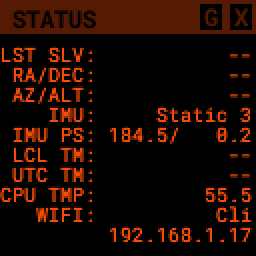 STATUS G X
LST SLV: --
RA/DEC: --
AZ/ALT: --
IMU: Static 3
IMU PS: 184.5/ 0.2
LCL TM: --
UTC TM: --
CPU TMP: 55.5
WIFI: Cli
192.168.1.17